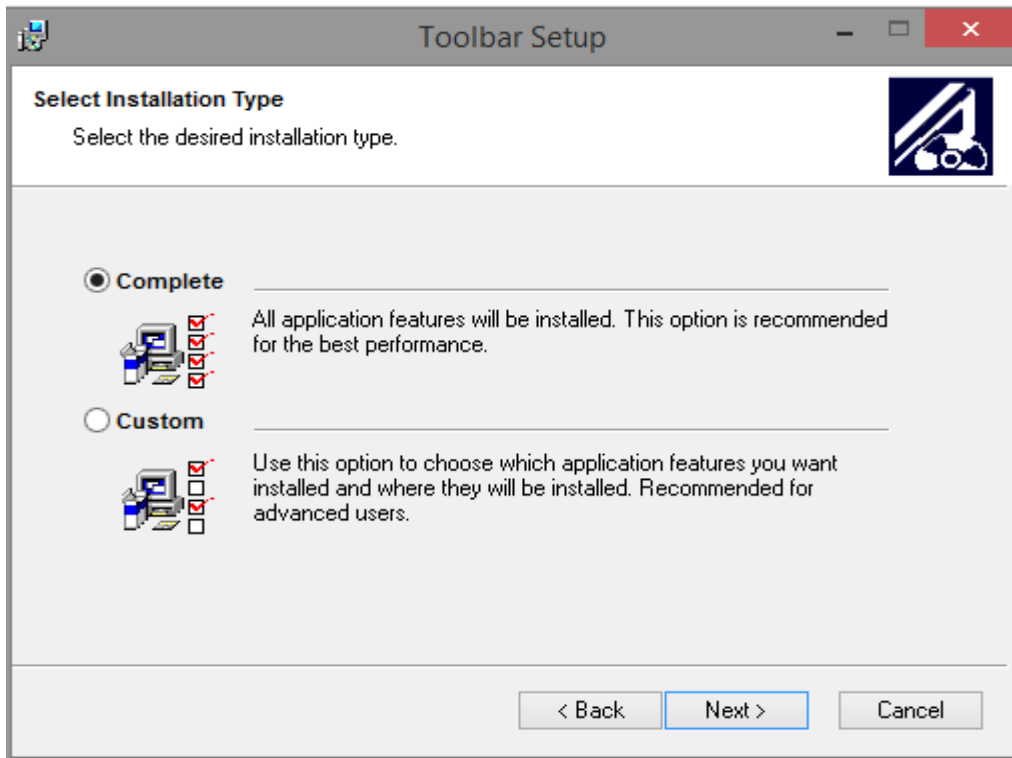 Toolbar Setup
Select Installation Type
Select the desired installation type.
Complete
All application features will be installed. This option is recommended
for the best performance.
Custom
Use this option to choose which application features you want
installed and where they will be installed. Recommended for
advanced users.
< Back
Next >
Cancel